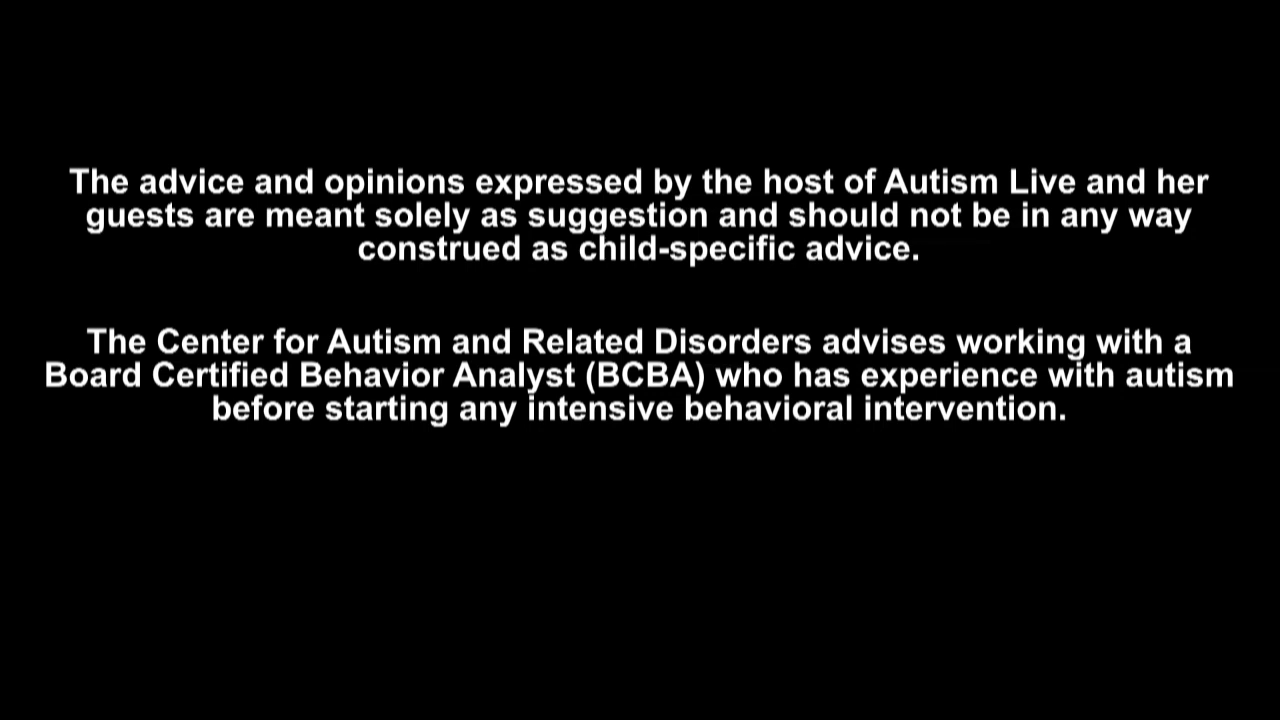 The advice and opinions expressed by the host of Autism Live and her
guests are meant solely as suggestion and should not be in any way
construed as child-specific advice.
The Center for Autism and Related Disorders advises working with a
Board Certified Behavior Analyst (BCBA) who has experience with autism
before starting any intensive behavioral intervention.